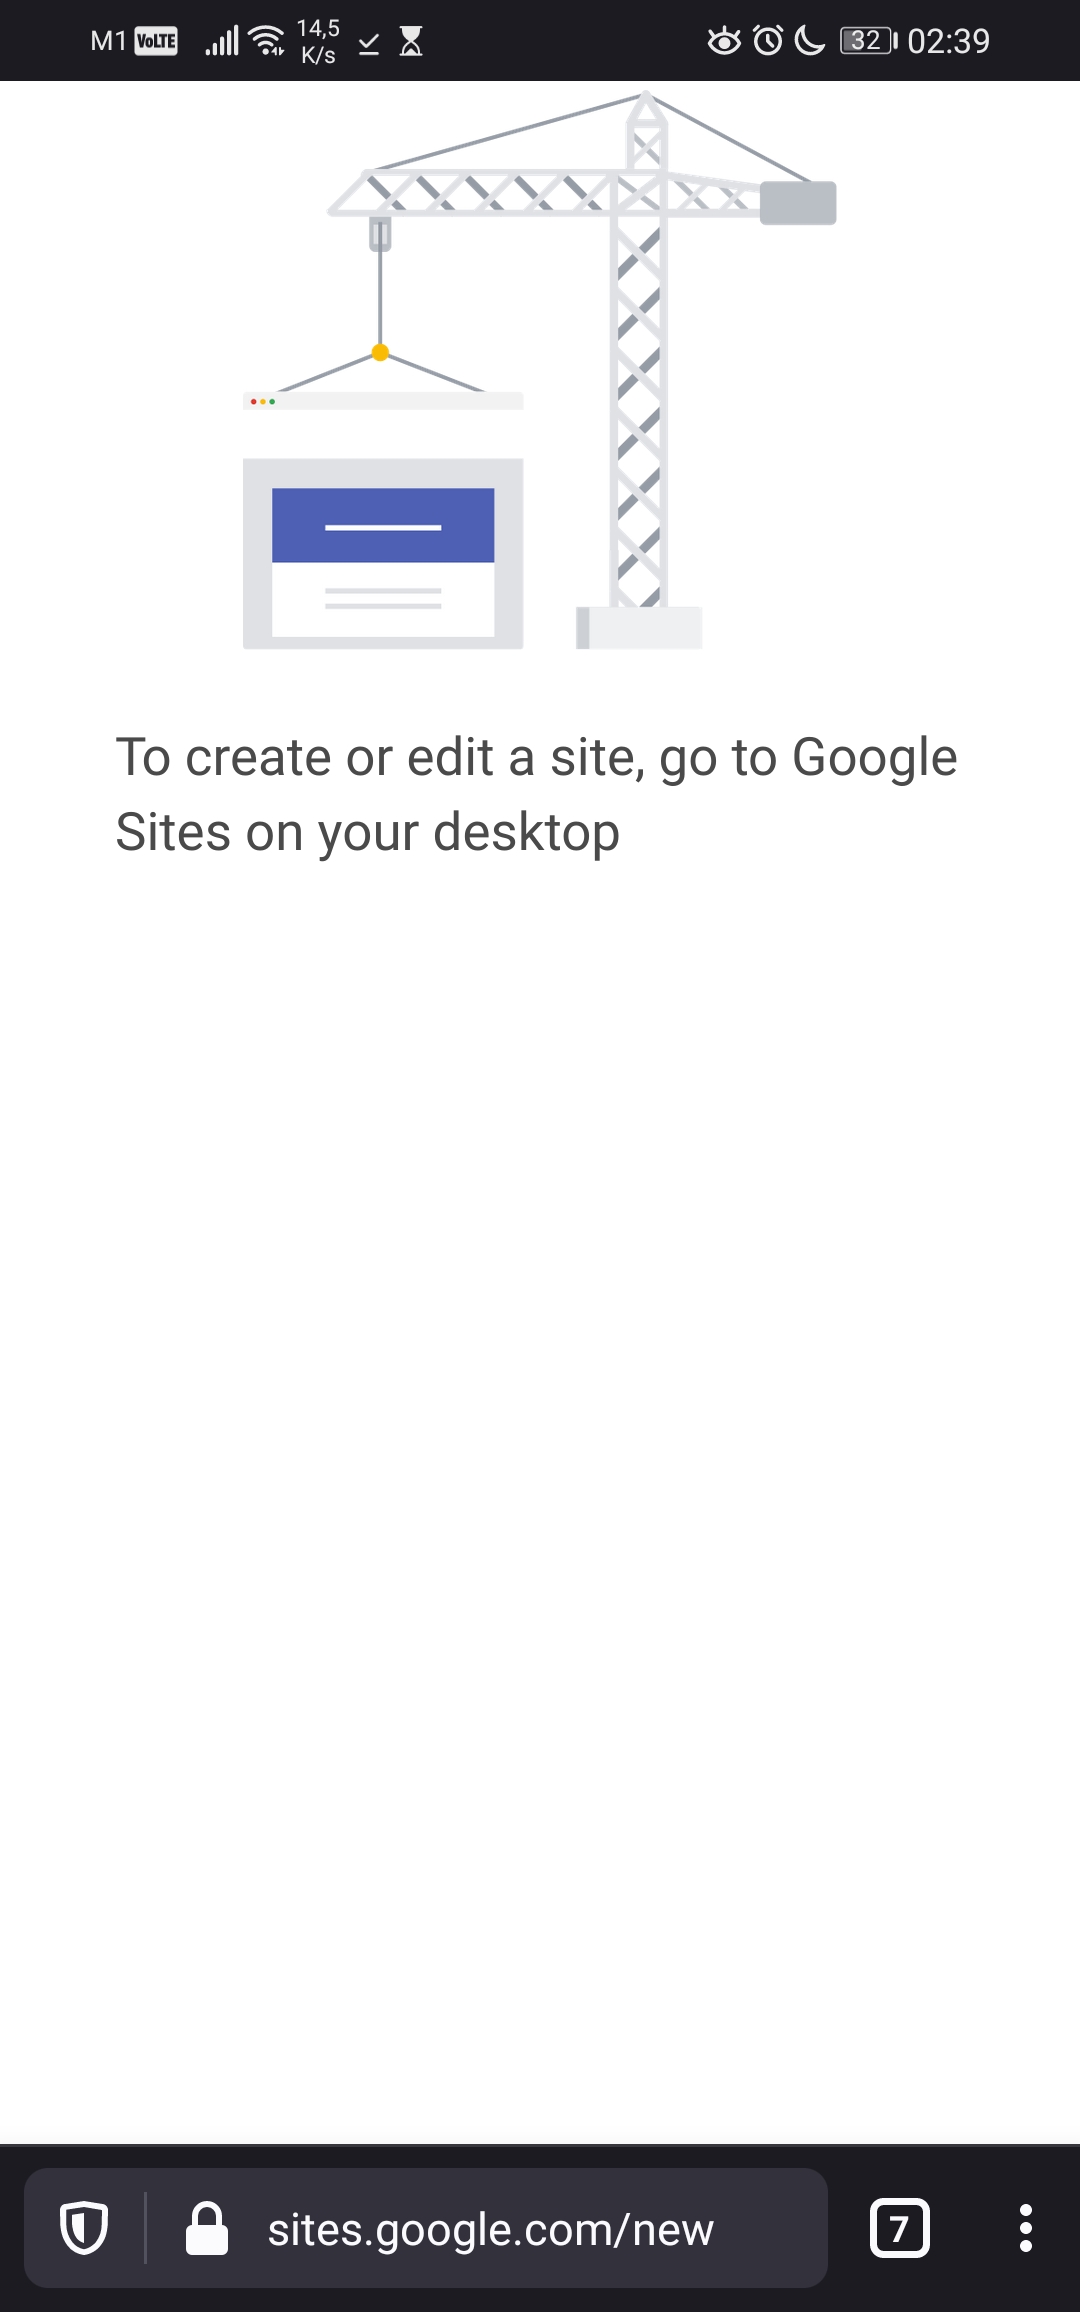 M1 VoLTE 14,5 K/s 32 02:39
To create or edit a site, go to Google
Sites on your desktop
sites.google.com/new 7